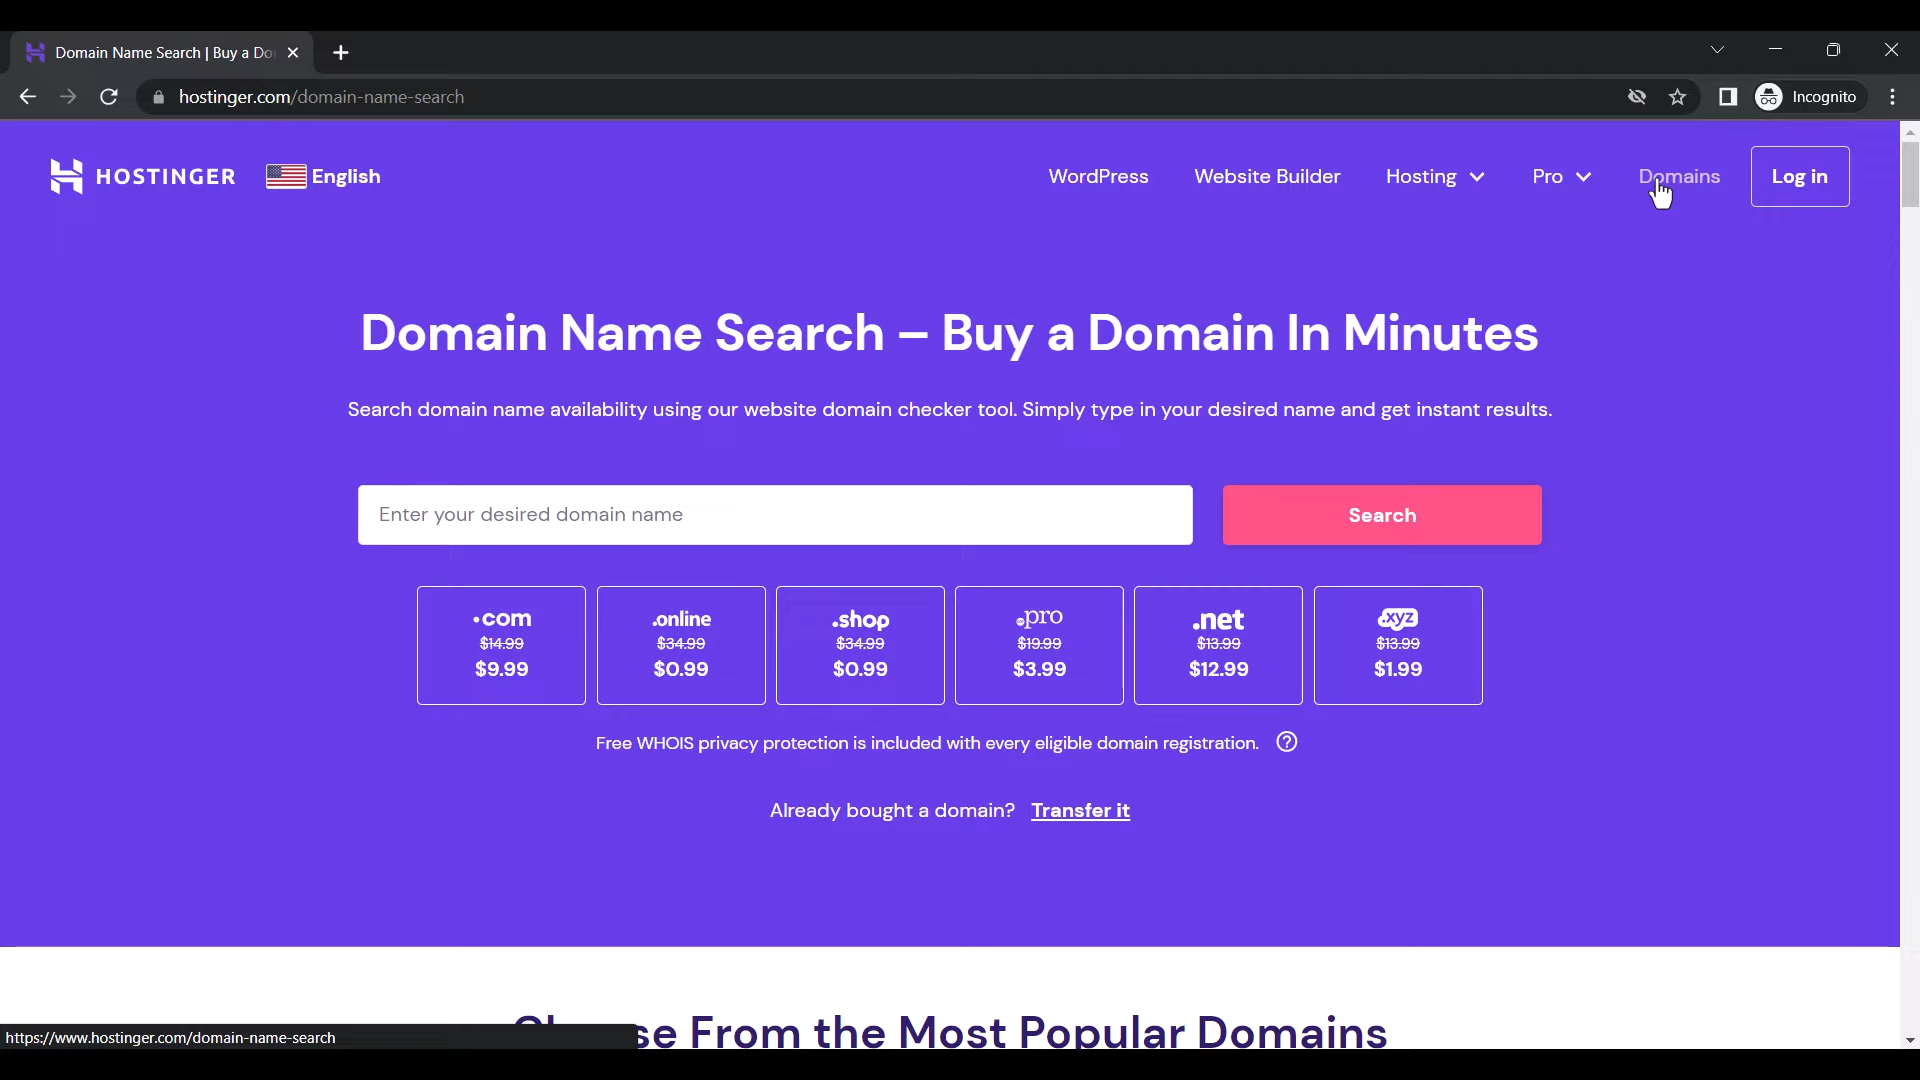 Domain Name Search | Buy a Do
hostinger.com/domain-name-search
Incognito
HOSTINGER
English
WordPress
Website Builder
Hosting
Pro
Domains
Log in
Domain Name Search – Buy a Domain In Minutes
Search domain name availability using our website domain checker tool. Simply type in your desired name and get instant results.
Enter your desired domain name
Search
.com
$14.99
$9.99
.online
$34.99
$0.99
.shop
$34.99
$0.99
.pro
$19.99
$3.99
.net
$13.99
$12.99
.xyz
$13.99
$1.99
Free WHOIS privacy protection is included with every eligible domain registration. ?
Already bought a domain? Transfer it
se From the Most Popular Domains
https://www.hostinger.com/domain-name-search